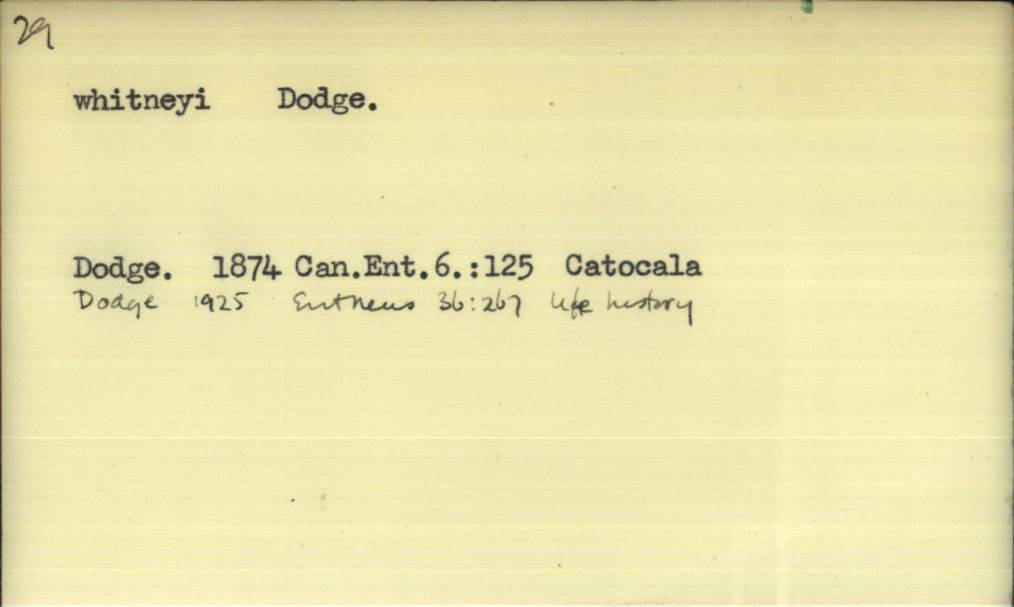 29
whitneyi Dodge.
Dodge. 1874 Can.Ent.6.:125 Catocala
Dodge 1925 Ent News 36:267 life history